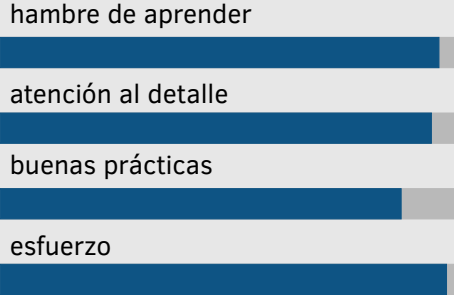 hambre de aprender
atención al detalle
buenas prácticas
esfuerzo